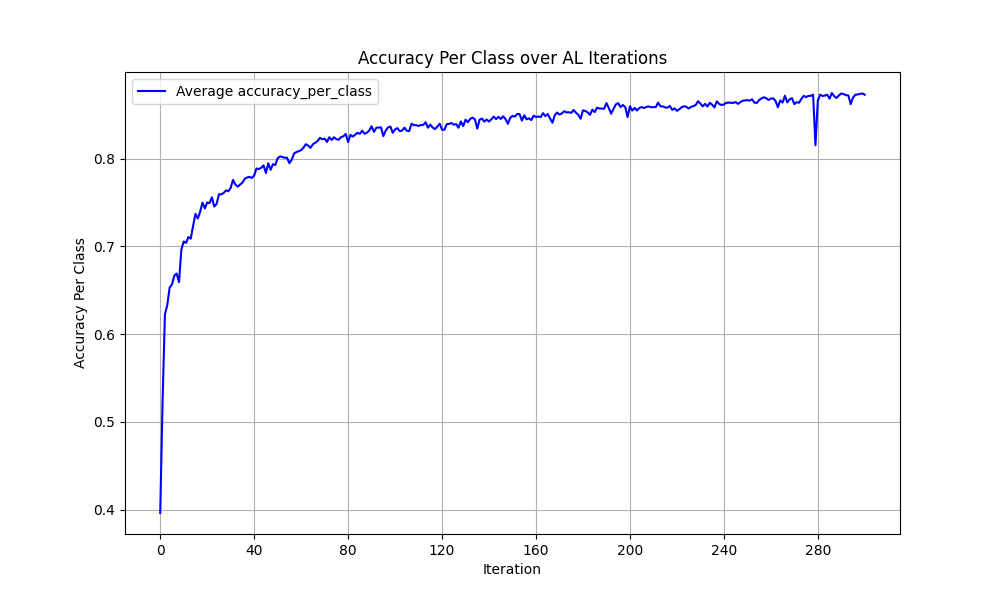 Accuracy Per Class over AL Iterations
Average accuracy_per_class
Accuracy Per Class
0.8
0.7
0.6
0.5
0.4
0 40 80 120 160 200 240 280
Iteration